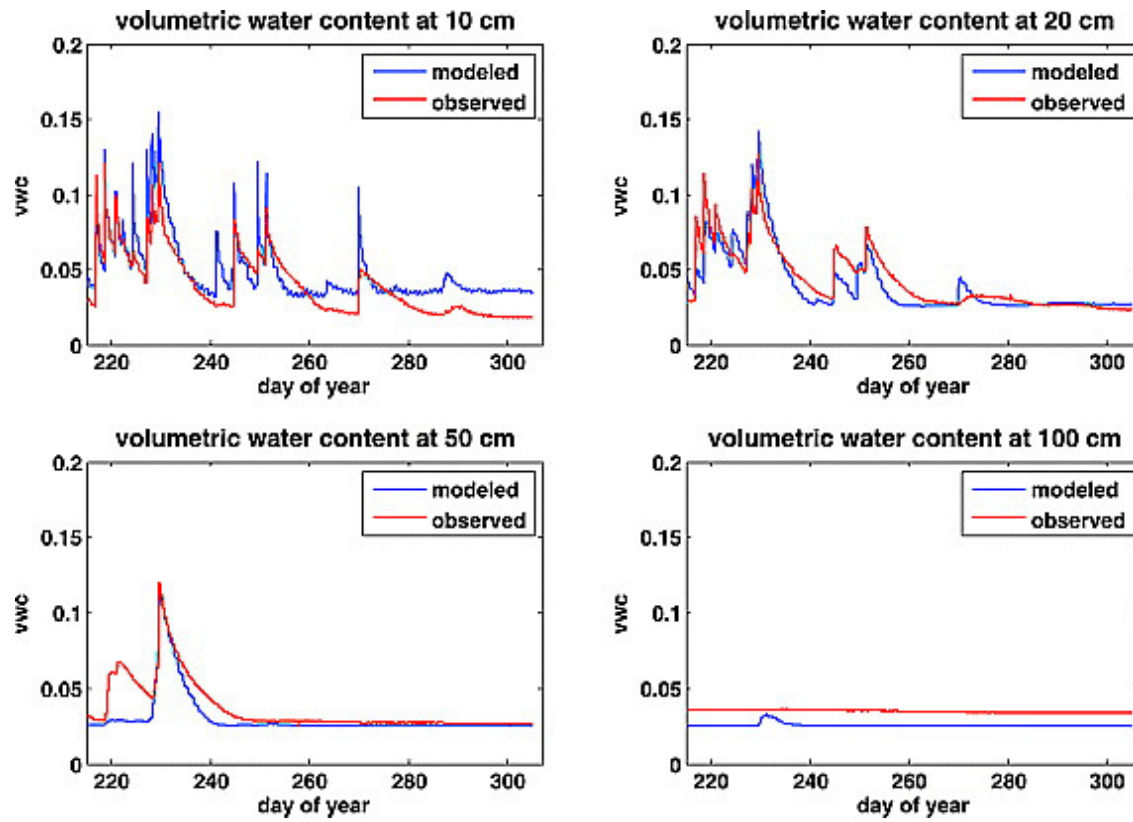 volumetric water content at 10 cm
0.2
0.15
0.1
0.05
0
vwc
modeled
observed
220 240 260 280 300
day of year
volumetric water content at 20 cm
0.2
0.15
0.1
0.05
0
vwc
modeled
observed
220 240 260 280 300
day of year
volumetric water content at 50 cm
0.2
0.15
0.1
0.05
0
vwc
modeled
observed
220 240 260 280 300
day of year
volumetric water content at 100 cm
0.2
0.15
0.1
0.05
0
vwc
modeled
observed
220 240 260 280 300
day of year